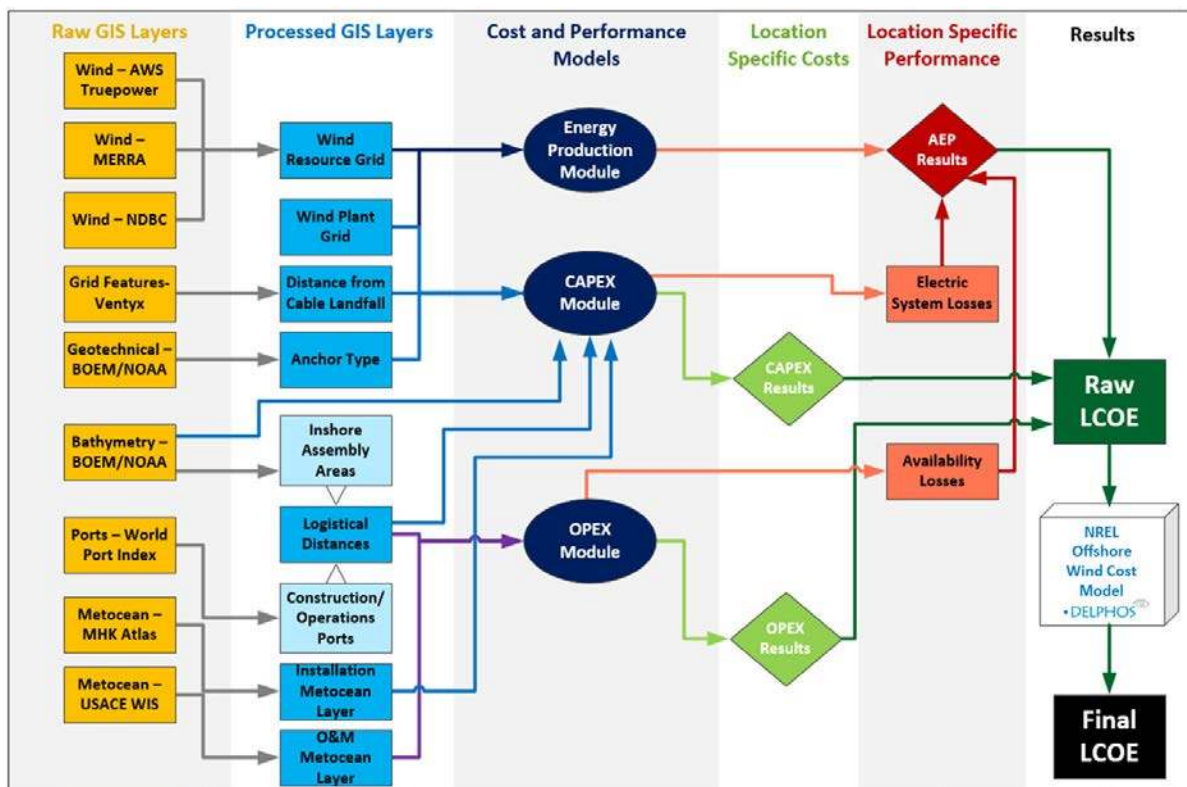 Raw GIS Layers
Processed GIS Layers
Cost and Performance
Models
Location
Specific Costs
Location Specific
Performance
Results
Wind – AWS
Truepower
Wind –
MERRA
Wind – NDBC
Grid Features-
Ventyx
Geotechnical –
BOEM/NOAA
Bathymetry –
BOEM/NOAA
Ports – World
Port Index
Metocean –
MHK Atlas
Metocean –
USACE WIS
Wind
Resource Grid
Wind Plant
Grid
Distance from
Cable Landfall
Anchor Type
Inshore
Assembly
Areas
Logistical
Distances
Construction/
Operations
Ports
Installation
Metocean
Layer
O&M
Metocean
Layer
Energy
Production
Module
CAPEX
Module
OPEX
Module
CAPEX
Results
OPEX
Results
AEP
Results
Electric
System Losses
Availability
Losses
Raw
LCOE
NREL
Offshore
Wind Cost
Model
•DELPHOS
Final
LCOE